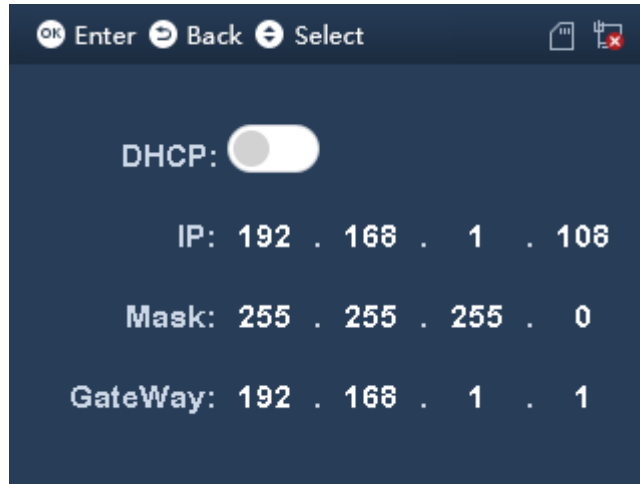 OK Enter Back Select
DHCP:
IP: 192 . 168 . 1 . 108
Mask: 255 . 255 . 255 . 0
GateWay: 192 . 168 . 1 . 1